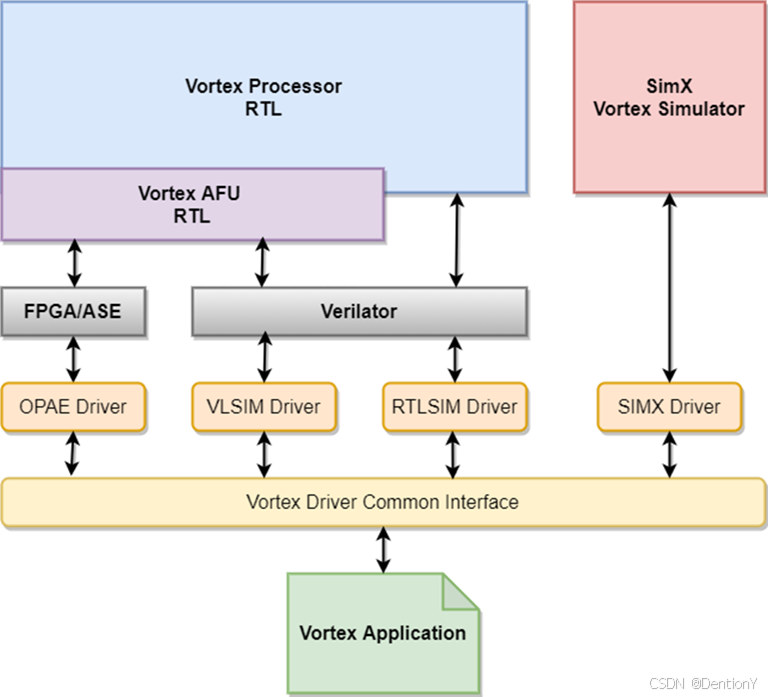 Vortex Processor
RTL
SimX
Vortex Simulator
Vortex AFU
RTL
FPGA/ASE
Verilator
OPAE Driver
VLSIM Driver
RTLSIM Driver
SIMX Driver
Vortex Driver Common Interface
Vortex Application
CSDN @DentionY